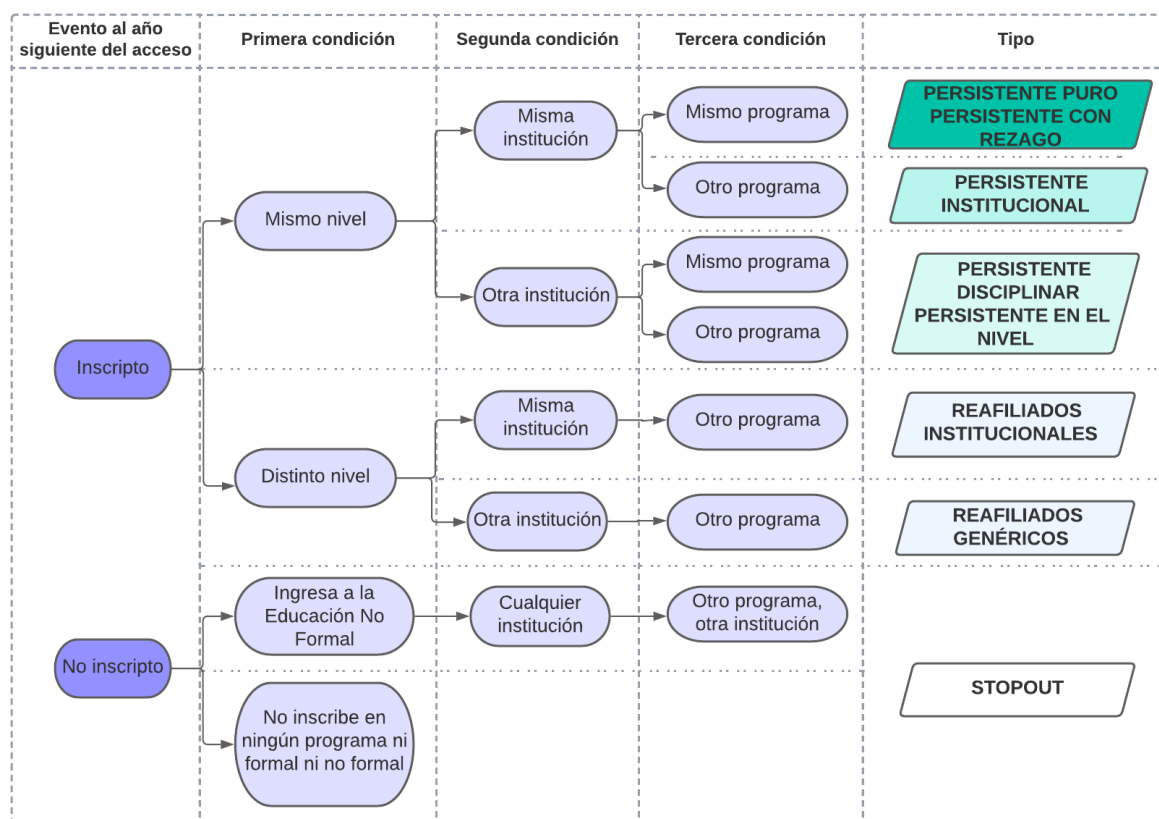 Evento al año
siguiente del acceso
Primera condición
Segunda condición
Tercera condición
Tipo
Inscripto
Mismo nivel
Misma
institución
Mismo programa
PERSISTENTE PURO
PERSISTENTE CON
REZAGO
Otro programa
PERSISTENTE
INSTITUCIONAL
Otra institución
Mismo programa
Otro programa
PERSISTENTE
DISCIPLINAR
PERSISTENTE EN EL
NIVEL
Distinto nivel
Misma
institución
Otro programa
REAFILIADOS
INSTITUCIONALES
Otra institución
Otro programa
REAFILIADOS
GENÉRICOS
No inscripto
Ingresa a la
Educación No
Formal
Cualquier
institución
Otro programa,
otra institución
No inscribe en
ningún programa ni
formal ni no formal
STOPOUT